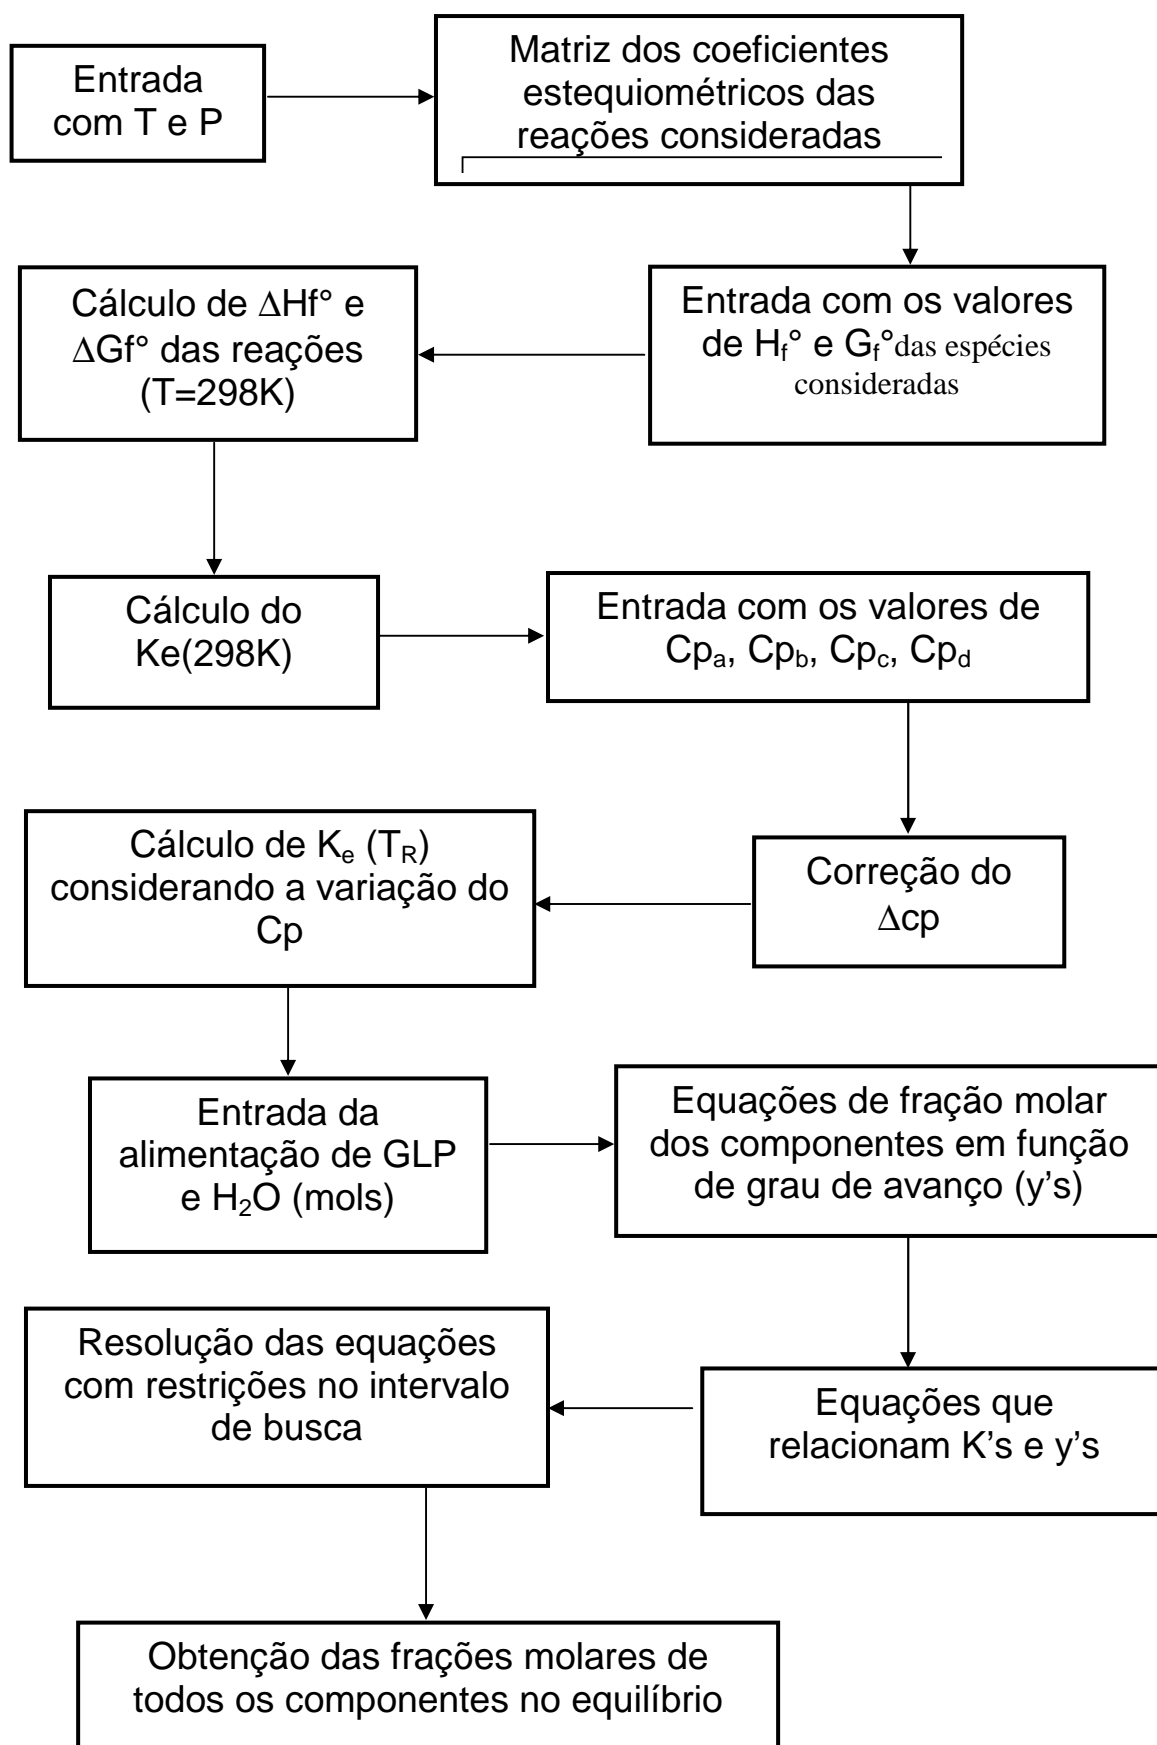 Entrada
com T e P
Matriz dos coeficientes
estequiométricos das
reações consideradas
Entrada com os valores
de Hf° e Gf° das espécies
consideradas
Cálculo de ΔHf° e
ΔGf° das reações
(T=298K)
Cálculo do
Ke(298K)
Entrada com os valores de
Cpa, Cpb, Cpc, Cpd
Correção do
Δcp
Cálculo de Ke (TR)
considerando a variação do
Cp
Entrada da
alimentação de GLP
e H2O (mols)
Equações de fração molar
dos componentes em função
de grau de avanço (y’s)
Equações que
relacionam K’s e y’s
Resolução das equações
com restrições no intervalo
de busca
Obtenção das frações molares de
todos os componentes no equilíbrio